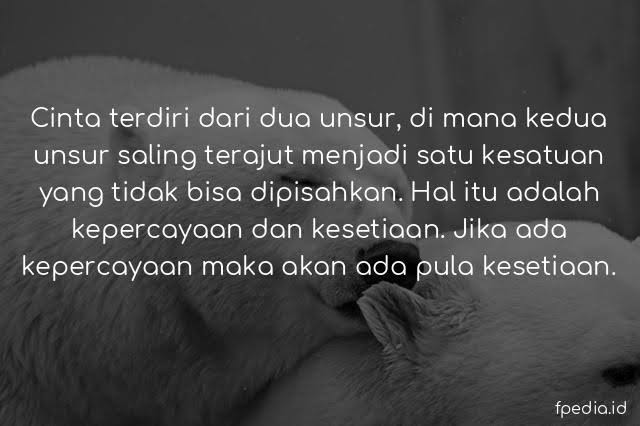 Cinta terdiri dari dua unsur, di mana kedua
unsur saling terajut menjadi satu kesatuan
yang tidak bisa dipisahkan. Hal itu adalah
kepercayaan dan kesetiaan. Jika ada
kepercayaan maka akan ada pula kesetiaan.
fpedia.id